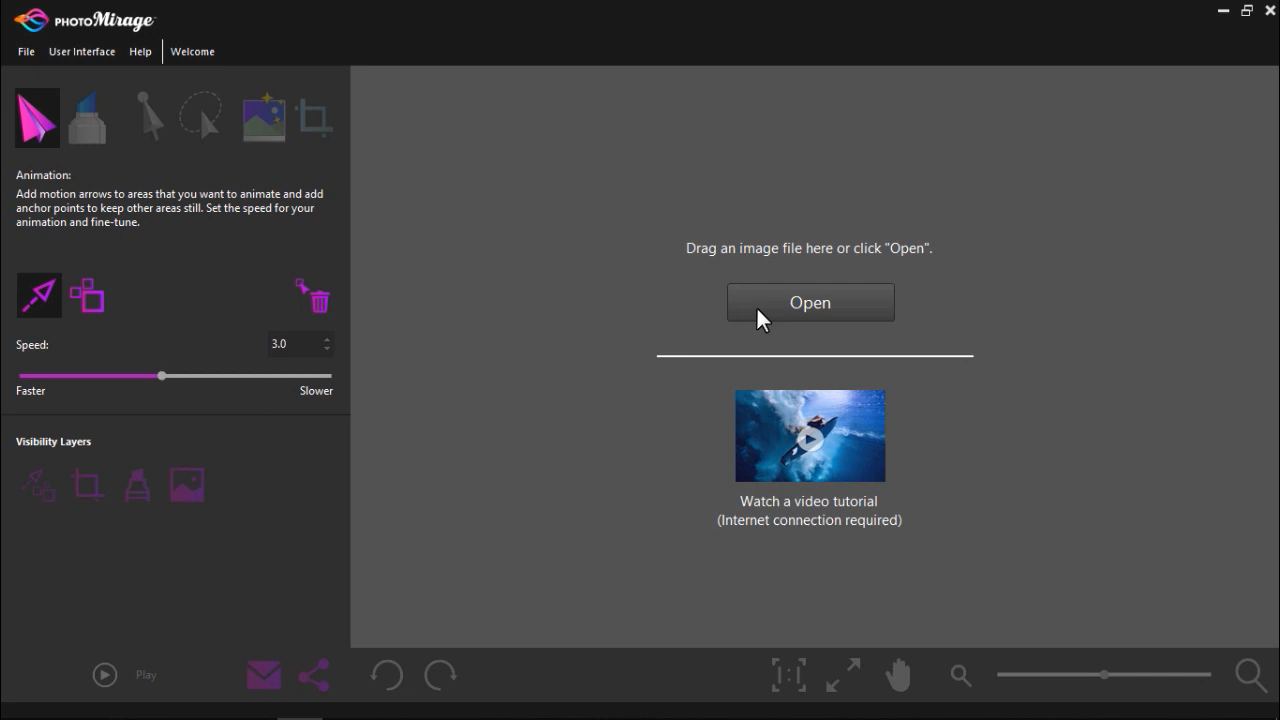 PHOTOMirage™
File User Interface Help Welcome
Animation:
Add motion arrows to areas that you want to animate and add
anchor points to keep other areas still. Set the speed for your
animation and fine-tune.
Speed: 3.0
Faster Slower
Visibility Layers
Drag an image file here or click "Open".
Open
Watch a video tutorial
(Internet connection required)
Play